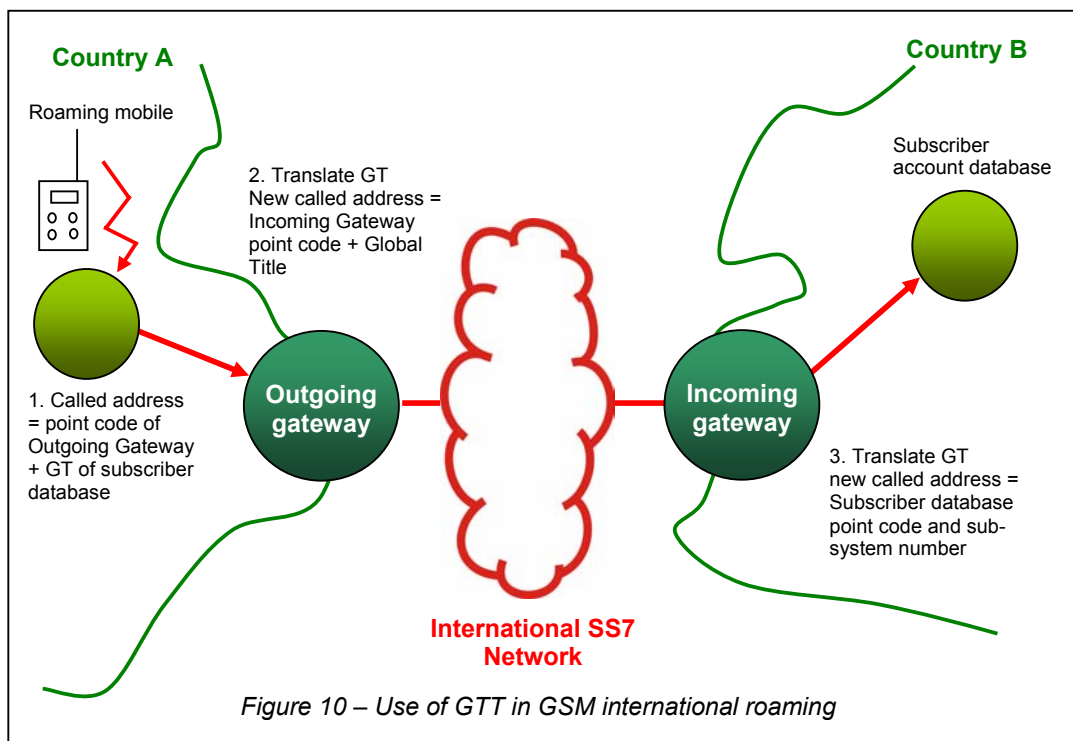 Country A
Country B
Roaming mobile
Subscriber
account database
2. Translate GT
New called address =
Incoming Gateway
point code + Global
Title
Outgoing
gateway
Incoming
gateway
1. Called address
= point code of
Outgoing Gateway
+ GT of subscriber
database
3. Translate GT
new called address =
Subscriber database
point code and sub-
system number
International SS7
Network
Figure 10 – Use of GTT in GSM international roaming